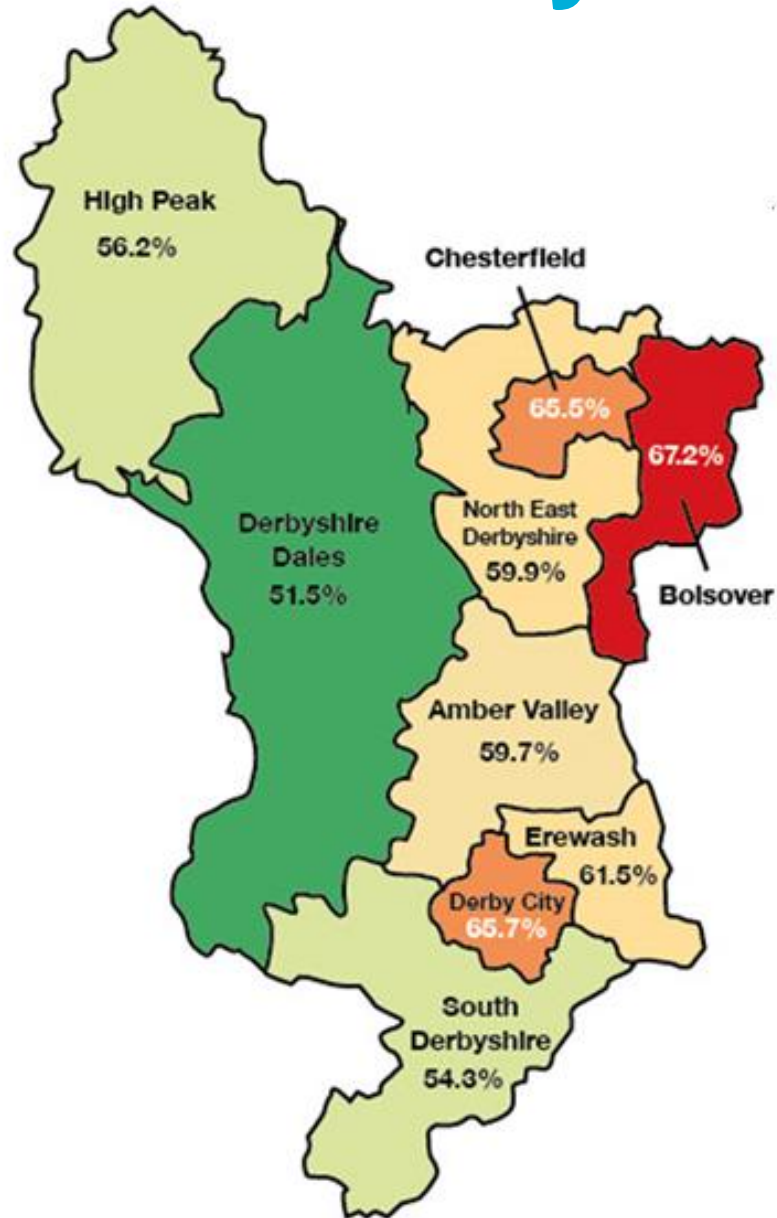 High Peak
56.2%
Chesterfield
65.5%
67.2%
Bolsover
North East
Derbyshire
59.9%
Derbyshire
Dales
51.5%
Amber Valley
59.7%
Erewash
61.5%
Derby City
65.7%
South
Derbyshire
54.3%